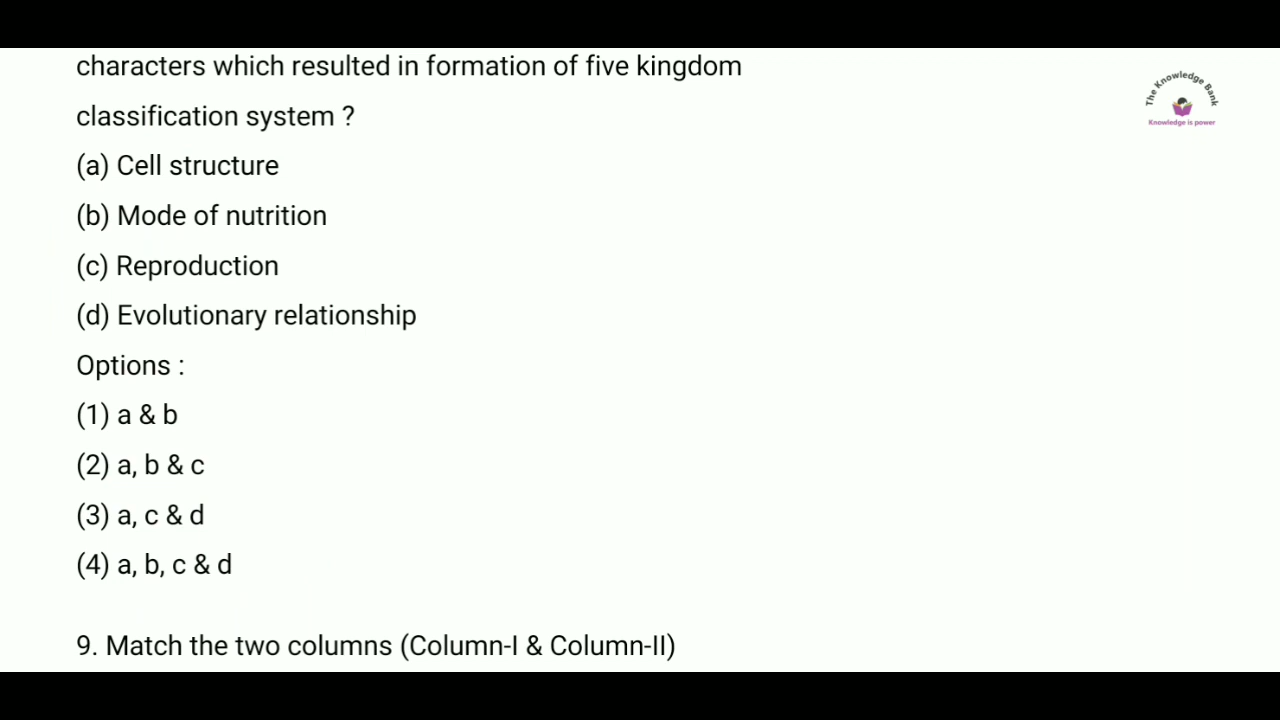 characters which resulted in formation of five kingdom
classification system ?
(a) Cell structure
(b) Mode of nutrition
(c) Reproduction
(d) Evolutionary relationship
Options :
(1) a & b
(2) a, b & c
(3) a, c & d
(4) a, b, c & d
9. Match the two columns (Column-I & Column-II)
The Knowledge Bank
Knowledge is power